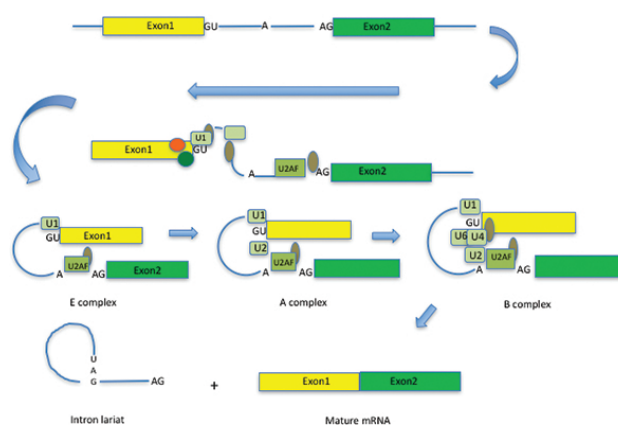 Exon1 GU A AG Exon2
Exon1 U1 GU A U2AF AG Exon2
U1
GU Exon1
U2AF
A AG Exon2
E complex
U1
GU
U2
U2AF
A AG
A complex
U1
GU
U6 U4
U2 U2AF
A AG
B complex
U
A
G AG
+
Exon1 Exon2
Intron lariat
Mature mRNA